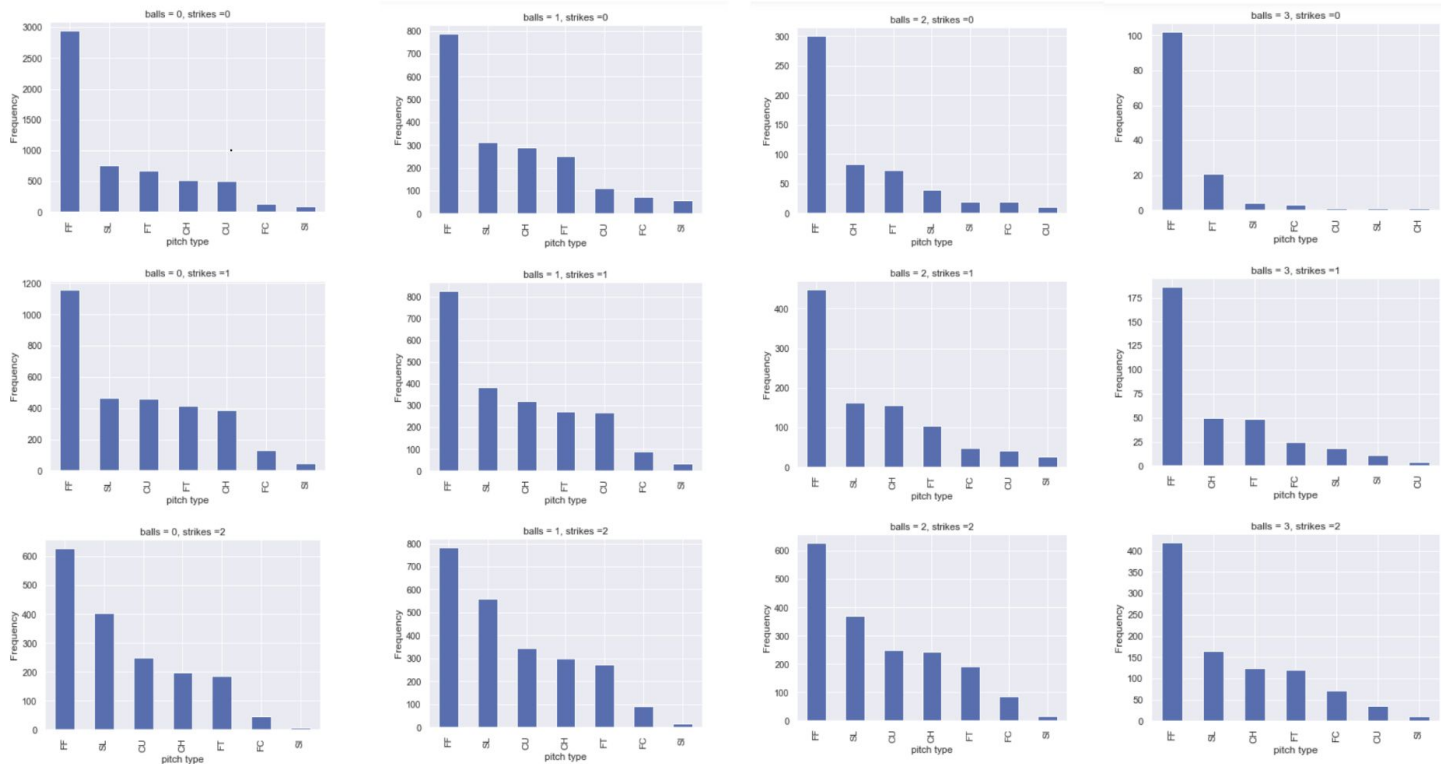 balls = 0, strikes =0
3000
2500
2000
1500
1000
500
0
Frequency
FF SL FT CH CU FC SI
pitch type
balls = 1, strikes =0
800
700
600
500
400
300
200
100
0
Frequency
FF SL CH FT CU FC SI
pitch type
balls = 2, strikes =0
300
250
200
150
100
50
0
Frequency
FF CH FT SL SI FC CU
pitch type
balls = 3, strikes =0
100
80
60
40
20
0
Frequency
FF FT SI FC CU SL CH
pitch type
balls = 0, strikes =1
1200
1000
800
600
400
200
0
Frequency
FF SL CU FT CH FC SI
pitch type
balls = 1, strikes =1
800
700
600
500
400
300
200
100
0
Frequency
FF SL CH FT CU FC SI
pitch type
balls = 2, strikes =1
400
300
200
100
0
Frequency
FF SL CH FT FC CU SI
pitch type
balls = 3, strikes =1
175
150
125
100
75
50
25
0
Frequency
FF CH FT FC SL SI CU
pitch type
balls = 0, strikes =2
600
500
400
300
200
100
0
Frequency
FF SL CU CH FT FC SI
pitch type
balls = 1, strikes =2
800
700
600
500
400
300
200
100
0
Frequency
FF SL CU CH FT FC SI
pitch type
balls = 2, strikes =2
600
500
400
300
200
100
0
Frequency
FF SL CU CH FT FC SI
pitch type
balls = 3, strikes =2
400
350
300
250
200
150
100
50
0
Frequency
FF SL CH FT FC CU SI
pitch type